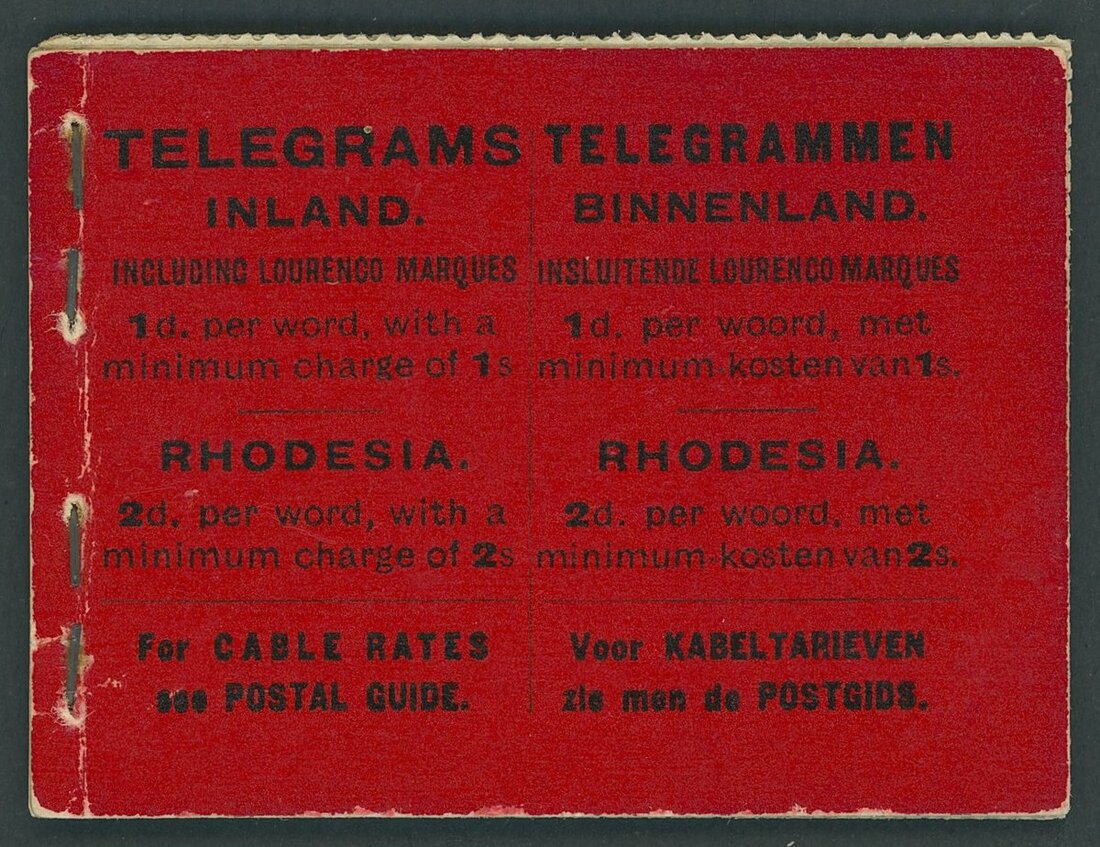 TELEGRAMS
INLAND.
INCLUDING LOURENCO MARQUES
1d. per word, with a
minimum charge of 1s
RHODESIA.
2d. per word, with a
minimum charge of 2s
For CABLE RATES
see POSTAL GUIDE.
TELEGRAMMEN
BINNENLAND.
INSLUITENDE LOURENCO MARQUES
1d. per woord, met
minimum-kosten van 1s.
RHODESIA.
2d. per woord, met
minimum-kosten van 2s.
Voor KABELTARIEVEN
zie men de POSTGIDS.